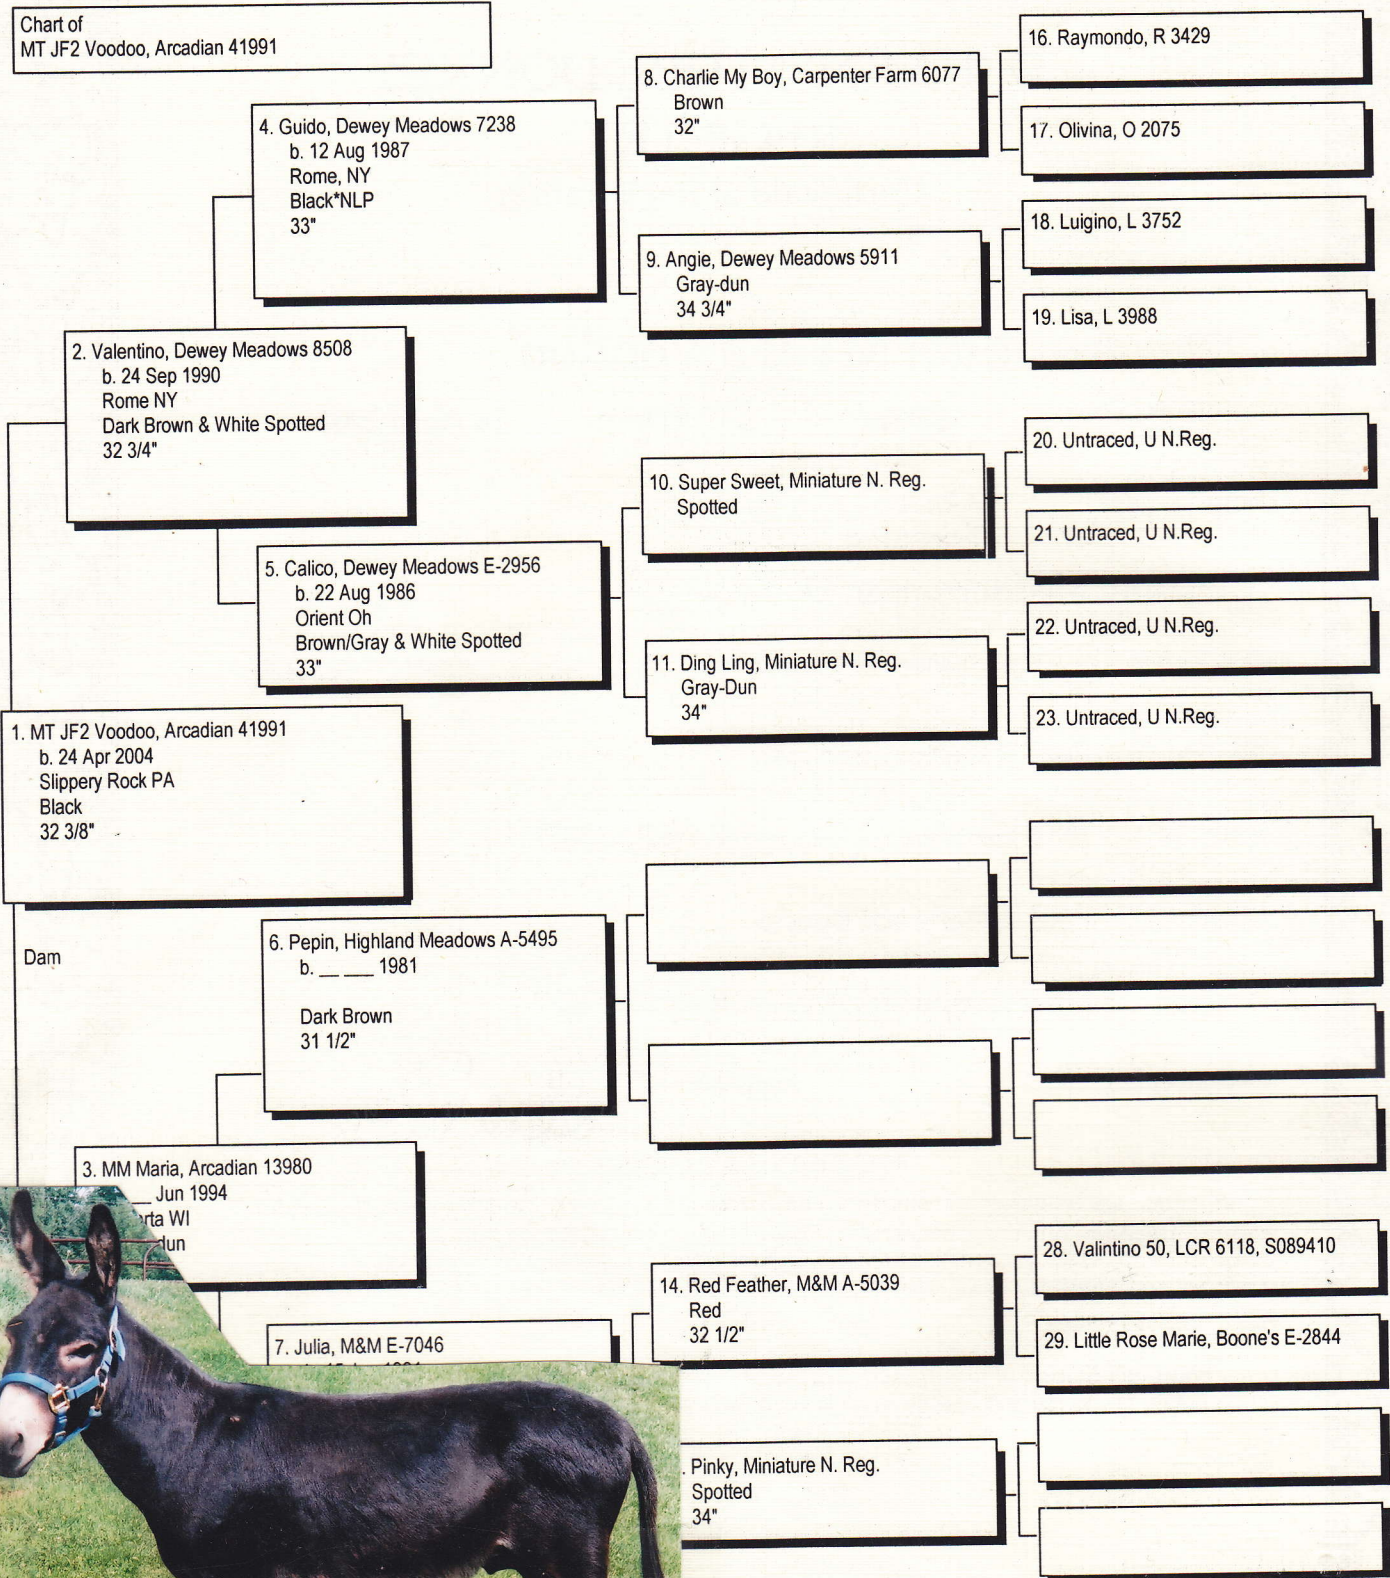 Chart of
MT JF2 Voodoo, Arcadian 41991
16. Raymondo, R 3429
8. Charlie My Boy, Carpenter Farm 6077
Brown
32"
17. Olivina, O 2075
4. Guido, Dewey Meadows 7238
b. 12 Aug 1987
Rome, NY
Black*NLP
33"
18. Luigino, L 3752
9. Angie, Dewey Meadows 5911
Gray-dun
34 3/4"
19. Lisa, L 3988
2. Valentino, Dewey Meadows 8508
b. 24 Sep 1990
Rome NY
Dark Brown & White Spotted
32 3/4"
20. Untraced, U N.Reg.
10. Super Sweet, Miniature N. Reg.
Spotted
21. Untraced, U N.Reg.
5. Calico, Dewey Meadows E-2956
b. 22 Aug 1986
Orient Oh
Brown/Gray & White Spotted
33"
22. Untraced, U N.Reg.
11. Ding Ling, Miniature N. Reg.
Gray-Dun
34"
23. Untraced, U N.Reg.
1. MT JF2 Voodoo, Arcadian 41991
b. 24 Apr 2004
Slippery Rock PA
Black
32 3/8"
Dam
6. Pepin, Highland Meadows A-5495
b. __ ___ 1981
Dark Brown
31 1/2"
3. MM Maria, Arcadian 13980
__ Jun 1994
WI
dun
28. Valintino 50, LCR 6118, S089410
14. Red Feather, M&M A-5039
Red
32 1/2"
29. Little Rose Marie, Boone's E-2844
7. Julia, M&M E-7046
. Pinky, Miniature N. Reg.
Spotted
34"